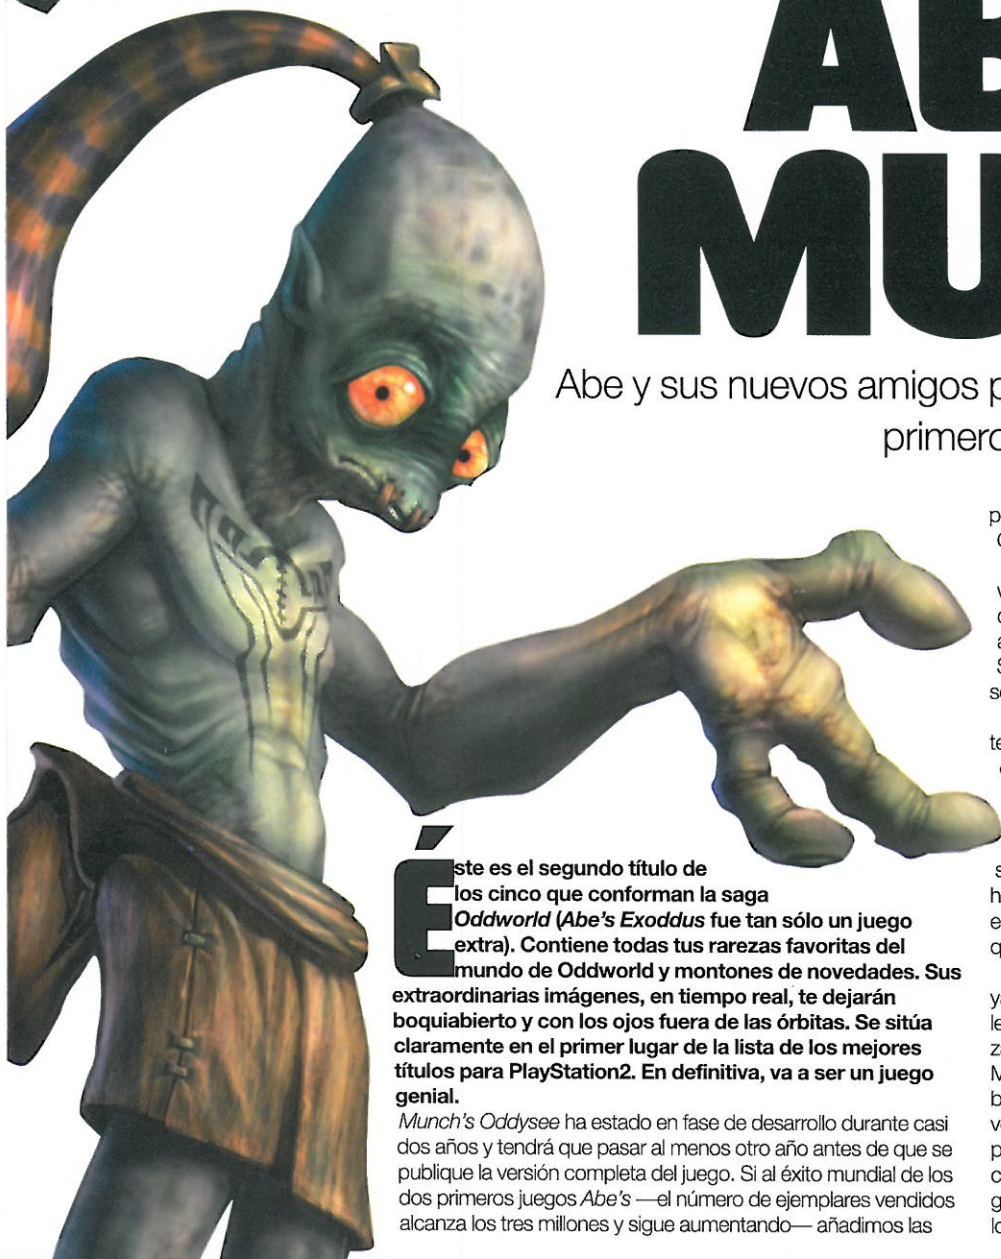 AB
MU
Abe y sus nuevos amigos p
primero
Éste es el segundo título de
los cinco que conforman la saga
Oddworld (Abe's Exoddus fue tan sólo un juego
extra). Contiene todas tus rarezas favoritas del
mundo de Oddworld y montones de novedades. Sus
extraordinarias imágenes, en tiempo real, te dejarán
boquiabierto y con los ojos fuera de las órbitas. Se sitúa
claramente en el primer lugar de la lista de los mejores
títulos para PlayStation2. En definitiva, va a ser un juego
genial.
Munch's Oddysee ha estado en fase de desarrollo durante casi
dos años y tendrá que pasar al menos otro año antes de que se
publique la versión completa del juego. Si al éxito mundial de los
dos primeros juegos Abe's —el número de ejemplares vendidos
alcanza los tres millones y sigue aumentando— añadimos las